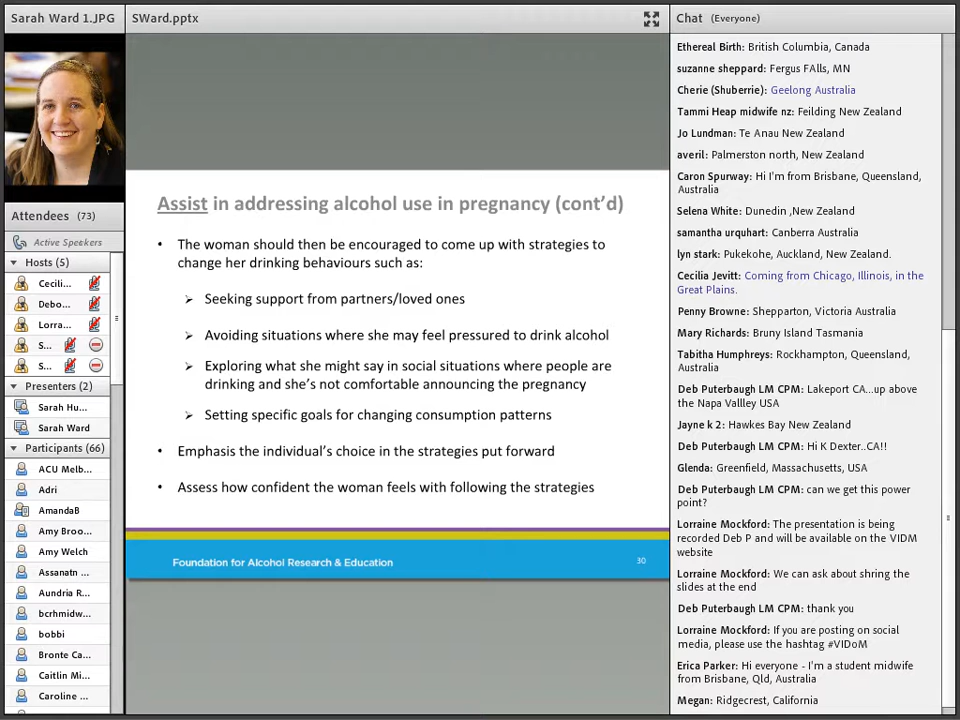 Sarah Ward 1.JPG
SWard.pptx
Chat (Everyone)
Attendees (73)
Active Speakers
Hosts (5)
Cecili...
Debo...
Lorra...
S...
S...
Presenters (2)
Sarah Hu...
Sarah Ward
Participants (66)
ACU Melb...
Adri
AmandaB
Amy Broo...
Amy Welch
Assanatn ...
Aundria R...
bcrhmidw...
bobbi
Bronte Ca...
Caitlin Mi...
Caroline ...
Assist in addressing alcohol use in pregnancy (cont'd)
• The woman should then be encouraged to come up with strategies to
change her drinking behaviours such as:
➢ Seeking support from partners/loved ones
➢ Avoiding situations where she may feel pressured to drink alcohol
➢ Exploring what she might say in social situations where people are
drinking and she's not comfortable announcing the pregnancy
➢ Setting specific goals for changing consumption patterns
• Emphasis the individual's choice in the strategies put forward
• Assess how confident the woman feels with following the strategies
Foundation for Alcohol Research & Education
30
Ethereal Birth: British Columbia, Canada
suzanne sheppard: Fergus FAlls, MN
Cherie (Shuberrie): Geelong Australia
Tammi Heap midwife nz: Feilding New Zealand
Jo Lundman: Te Anau New Zealand
averil: Palmerston north, New Zealand
Caron Spurway: Hi I'm from Brisbane, Queensland,
Australia
Selena White: Dunedin ,New Zealand
samantha urquhart: Canberra Australia
lyn stark: Pukekohe, Auckland, New Zealand.
Cecilia Jevitt: Coming from Chicago, Illinois, in the
Great Plains.
Penny Browne: Shepparton, Victoria Australia
Mary Richards: Bruny Island Tasmania
Tabitha Humphreys: Rockhampton, Queensland,
Australia
Deb Puterbaugh LM CPM: Lakeport CA...up above
the Napa Vallley USA
Jayne k 2: Hawkes Bay New Zealand
Deb Puterbaugh LM CPM: Hi K Dexter..CA!!
Glenda: Greenfield, Massachusetts, USA
Deb Puterbaugh LM CPM: can we get this power
point?
Lorraine Mockford: The presentation is being
recorded Deb P and will be available on the VIDM
website
Lorraine Mockford: We can ask about shring the
slides at the end
Deb Puterbaugh LM CPM: thank you
Lorraine Mockford: If you are posting on social
media, please use the hashtag #VIDoM
Erica Parker: Hi everyone - I'm a student midwife
from Brisbane, Qld, Australia
Megan: Ridgecrest, California